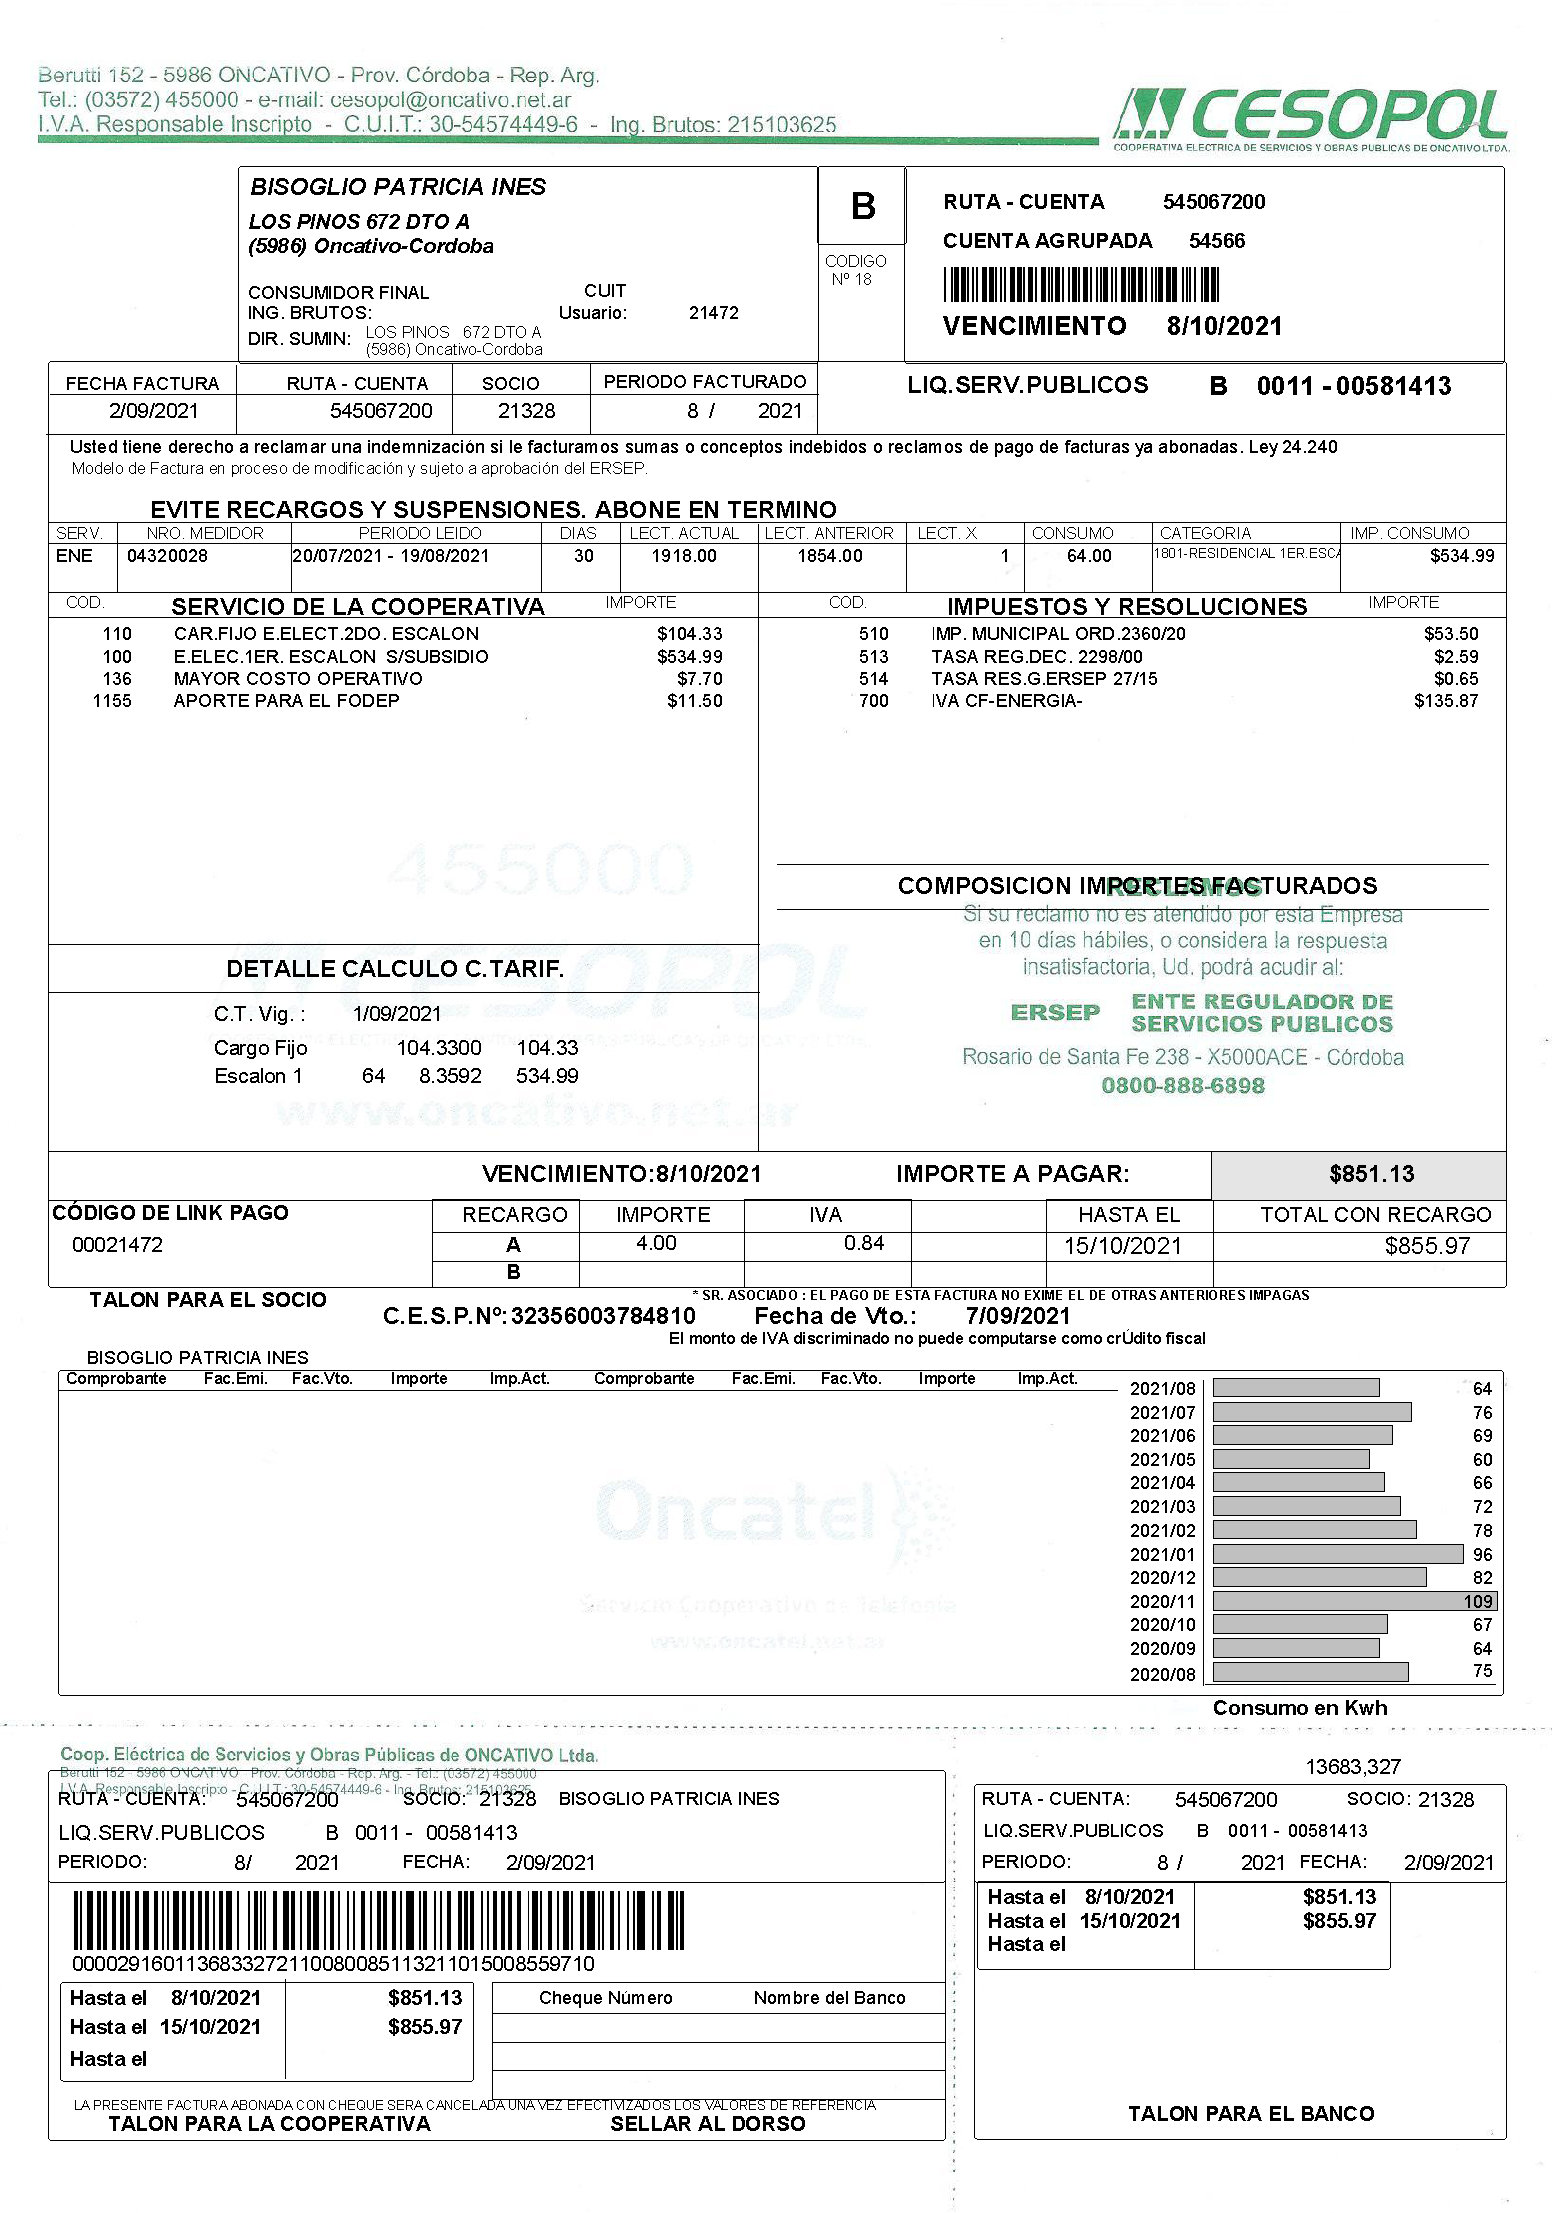 Berutti 152 - 5986 ONCATIVO - Prov. Córdoba - Rep. Arg.
Tel.: (03572) 455000 - e-mail: cesopol@oncativo.net.ar
I.V.A. Responsable Inscripto - C.U.I.T.: 30-54574449-6 - Ing. Brutos: 215103625
CESOPOL
COOPERATIVA ELECTRICA DE SERVICIOS Y OBRAS PUBLICAS DE ONCATIVO LTDA.
BISOGLIO PATRICIA INES
LOS PINOS 672 DTO A
(5986) Oncativo-Cordoba
CONSUMIDOR FINAL CUIT
ING. BRUTOS: Usuario: 21472
DIR. SUMIN: LOS PINOS 672 DTO A
(5986) Oncativo-Cordoba
B
CODIGO
Nº 18
RUTA - CUENTA 545067200
CUENTA AGRUPADA 54566
VENCIMIENTO 8/10/2021
FECHA FACTURA RUTA - CUENTA SOCIO PERIODO FACTURADO
2/09/2021 545067200 21328 8 / 2021
LIQ.SERV.PUBLICOS B 0011 - 00581413
Usted tiene derecho a reclamar una indemnización si le facturamos sumas o conceptos indebidos o reclamos de pago de facturas ya abonadas. Ley 24.240
Modelo de Factura en proceso de modificación y sujeto a aprobación del ERSEP.
EVITE RECARGOS Y SUSPENSIONES. ABONE EN TERMINO
SERV. NRO. MEDIDOR PERIODO LEIDO DIAS LECT. ACTUAL LECT. ANTERIOR LECT. X CONSUMO CATEGORIA IMP. CONSUMO
ENE 04320028 20/07/2021 - 19/08/2021 30 1918.00 1854.00 1 64.00 1801-RESIDENCIAL 1ER.ESCA $534.99
COD. SERVICIO DE LA COOPERATIVA IMPORTE COD. IMPUESTOS Y RESOLUCIONES IMPORTE
110 CAR.FIJO E.ELECT.2DO. ESCALON $104.33 510 IMP. MUNICIPAL ORD.2360/20 $53.50
100 E.ELEC.1ER. ESCALON S/SUBSIDIO $534.99 513 TASA REG.DEC. 2298/00 $2.59
136 MAYOR COSTO OPERATIVO $7.70 514 TASA RES.G.ERSEP 27/15 $0.65
1155 APORTE PARA EL FODEP $11.50 700 IVA CF-ENERGIA- $135.87
455000
CESOPOL
www.oncativo.net.ar
COMPOSICION IMPORTES FACTURADOS
RECLAMOS
Si su reclamo no es atendido por esta Empresa
en 10 días hábiles, o considera la respuesta
insatisfactoria, Ud. podrá acudir al:
ERSEP ENTE REGULADOR DE
SERVICIOS PUBLICOS
Rosario de Santa Fe 238 - X5000ACE - Córdoba
0800-888-6898
DETALLE CALCULO C.TARIF.
C.T. Vig. : 1/09/2021
Cargo Fijo 104.3300 104.33
Escalon 1 64 8.3592 534.99
VENCIMIENTO:8/10/2021 IMPORTE A PAGAR: $851.13
CÓDIGO DE LINK PAGO RECARGO IMPORTE IVA HASTA EL TOTAL CON RECARGO
00021472 A 4.00 0.84 15/10/2021 $855.97
B
* SR. ASOCIADO : EL PAGO DE ESTA FACTURA NO EXIME EL DE OTRAS ANTERIORES IMPAGAS
TALON PARA EL SOCIO
C.E.S.P.Nº: 32356003784810 Fecha de Vto.: 7/09/2021
El monto de IVA discriminado no puede computarse como crÚdito fiscal
BISOGLIO PATRICIA INES
Comprobante Fac.Emi. Fac.Vto. Importe Imp.Act. Comprobante Fac.Emi. Fac.Vto. Importe Imp.Act.
2021/08 64
2021/07 76
2021/06 69
2021/05 60
2021/04 66
2021/03 72
2021/02 78
2021/01 96
2020/12 82
2020/11 109
2020/10 67
2020/09 64
2020/08 75
Consumo en Kwh
Oncatel
Servicio Cooperativo de Telefonía
www.oncatel.net.ar
Coop. Eléctrica de Servicios y Obras Públicas de ONCATIVO Ltda.
Berutti 152 - 5986 ONCATIVO - Prov. Córdoba - Rep. Arg. - Tel.: (03572) 455000
I.V.A. Responsable Inscripto - C.U.I.T.: 30-54574449-6 - Ing. Brutos: 215103625
RUTA - CUENTA: 545067200 SOCIO: 21328 BISOGLIO PATRICIA INES
LIQ.SERV.PUBLICOS B 0011 - 00581413
PERIODO: 8/ 2021 FECHA: 2/09/2021
0000291601136833272110080085113211015008559710
Hasta el 8/10/2021 $851.13
Hasta el 15/10/2021 $855.97
Hasta el
Cheque Número Nombre del Banco
LA PRESENTE FACTURA ABONADA CON CHEQUE SERA CANCELADA UNA VEZ EFECTIVIZADOS LOS VALORES DE REFERENCIA
TALON PARA LA COOPERATIVA SELLAR AL DORSO
13683,327
RUTA - CUENTA: 545067200 SOCIO: 21328
LIQ.SERV.PUBLICOS B 0011 - 00581413
PERIODO: 8 / 2021 FECHA: 2/09/2021
Hasta el 8/10/2021 $851.13
Hasta el 15/10/2021 $855.97
Hasta el
TALON PARA EL BANCO